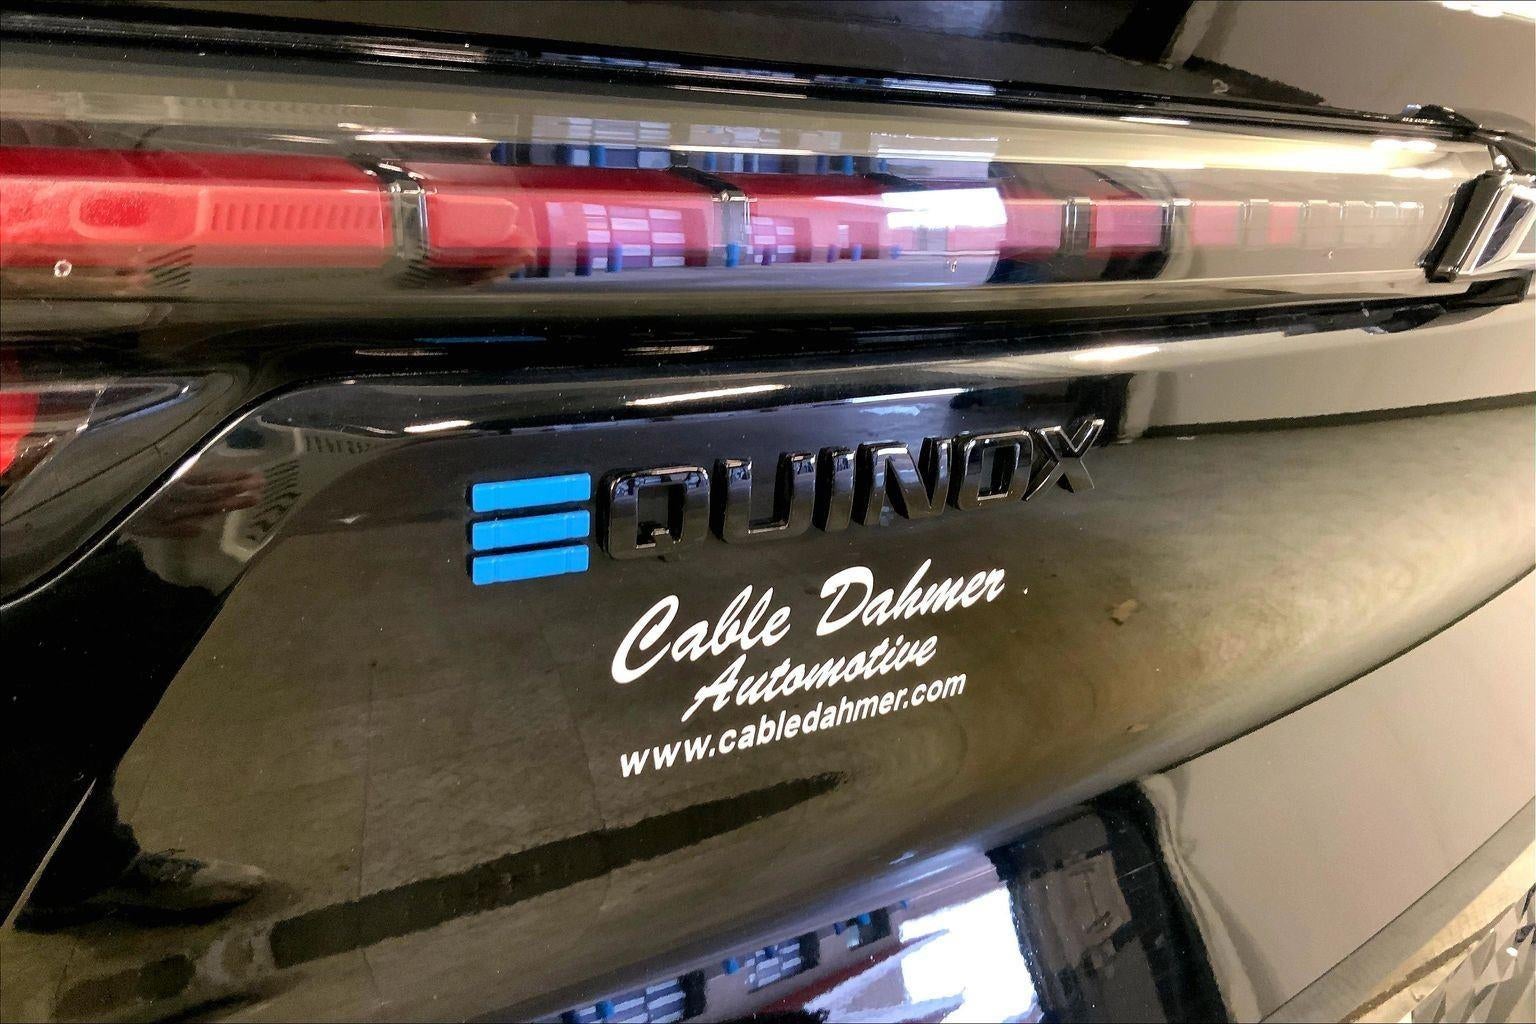 EQUINOX
Cable Dahmer
Automotive
www.cabledahmer.com